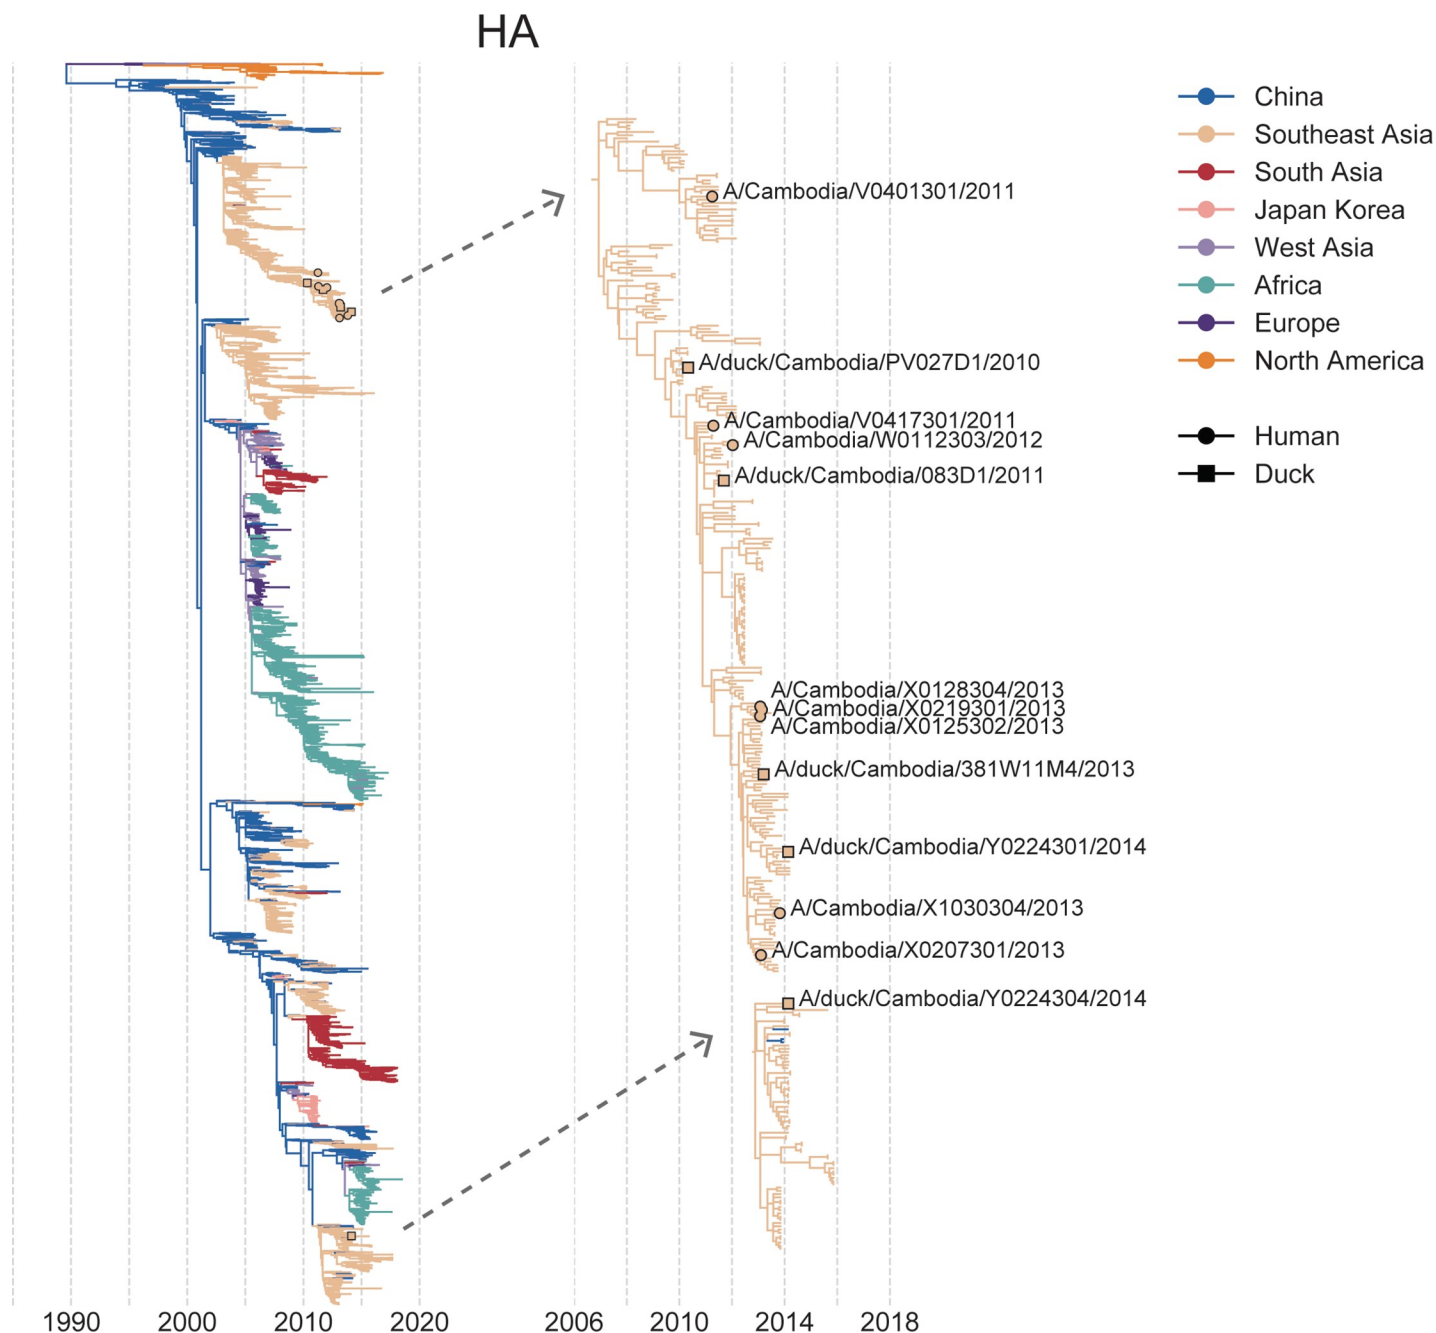 HA
China
Southeast Asia
South Asia
Japan Korea
West Asia
Africa
Europe
North America
Human
Duck
A/Cambodia/V0401301/2011
A/duck/Cambodia/PV027D1/2010
A/Cambodia/V0417301/2011
A/Cambodia/W0112303/2012
A/duck/Cambodia/083D1/2011
A/Cambodia/X0128304/2013
A/Cambodia/X0219301/2013
A/Cambodia/X0125302/2013
A/duck/Cambodia/381W11M4/2013
A/duck/Cambodia/Y0224301/2014
A/Cambodia/X1030304/2013
A/Cambodia/X0207301/2013
A/duck/Cambodia/Y0224304/2014
1990 2000 2010 2020 2006 2010 2014 2018